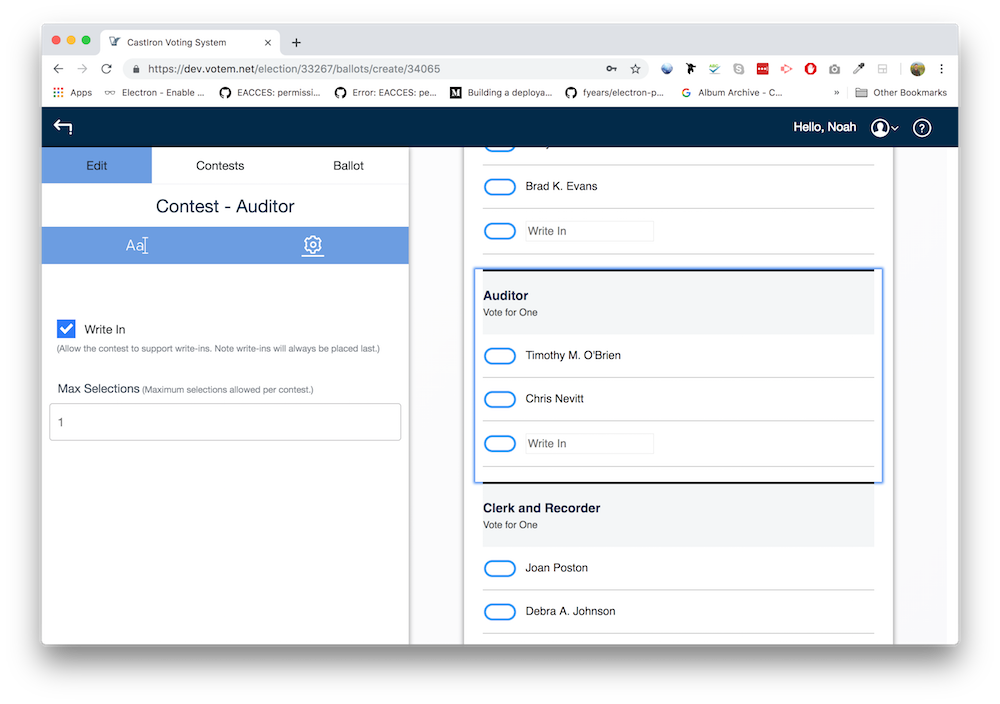 CastIron Voting System
https://dev.votem.net/election/33267/ballots/create/34065
Apps
Electron - Enable ...
EACCES: permissi...
Error: EACCES: pe...
Building a deploya...
fyears/electron-p...
Album Archive - C...
»
Other Bookmarks
Hello, Noah
?
Edit
Contests
Ballot
Contest - Auditor
Aa
Write In
(Allow the contest to support write-ins. Note write-ins will always be placed last.)
Max Selections (Maximum selections allowed per contest.)
1
Brad K. Evans
Write In
Auditor
Vote for One
Timothy M. O'Brien
Chris Nevitt
Write In
Clerk and Recorder
Vote for One
Joan Poston
Debra A. Johnson